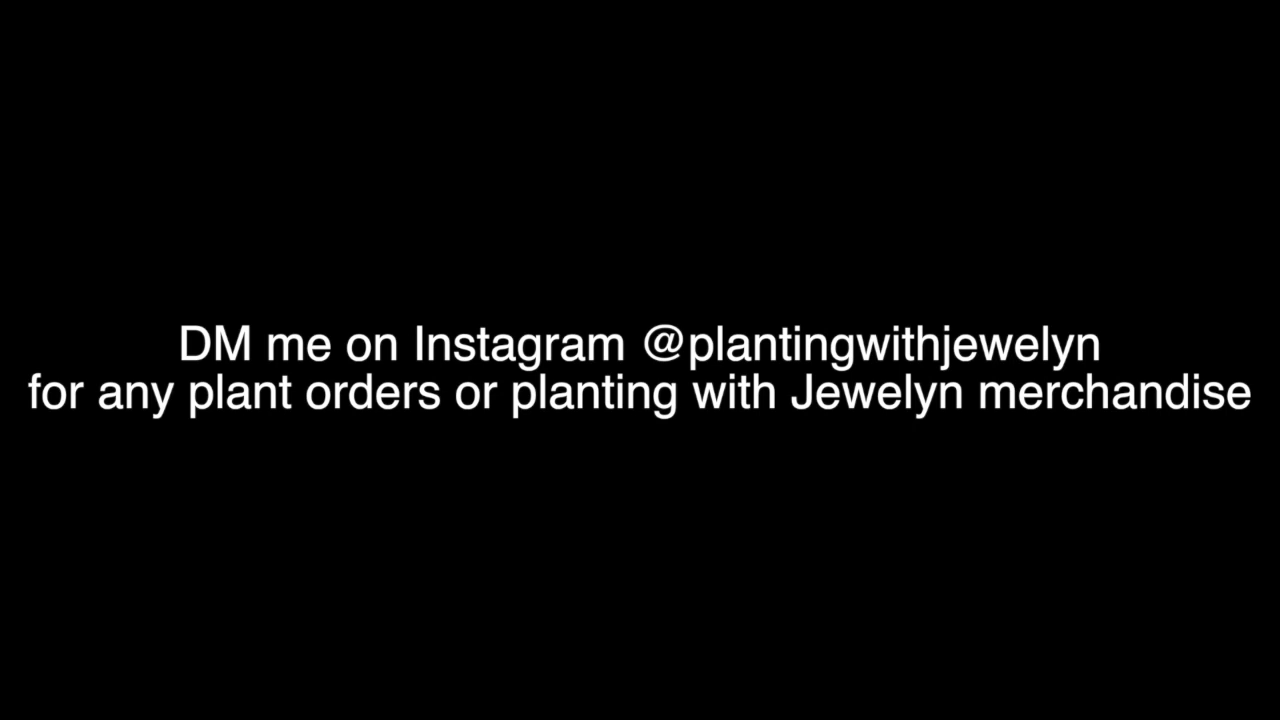 DM me on Instagram @plantingwithjewelyn
for any plant orders or planting with Jewelyn merchandise